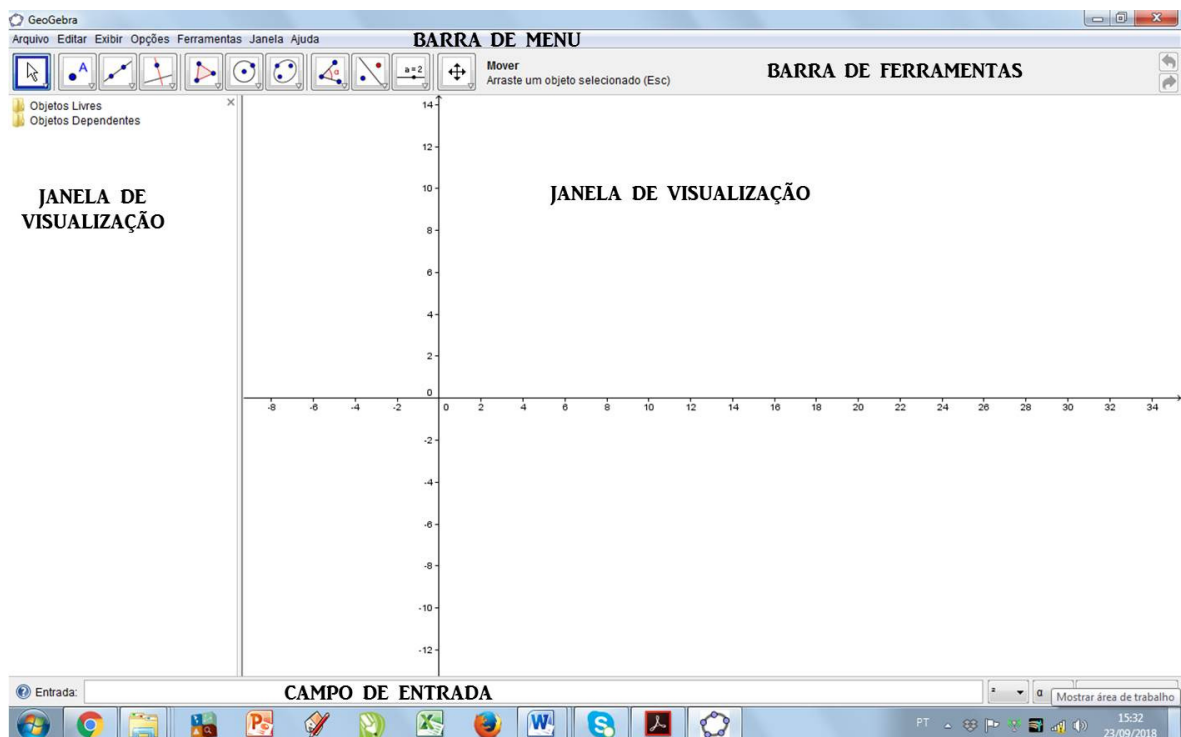 GeoGebra
Arquivo Editar Exibir Opções Ferramentas Janela Ajuda
BARRA DE MENU
A
α
a=2
Mover
Arraste um objeto selecionado (Esc)
BARRA DE FERRAMENTAS
Objetos Livres
Objetos Dependentes
JANELA DE
VISUALIZAÇÃO
JANELA DE VISUALIZAÇÃO
14
12
10
8
6
4
2
0
-8 -6 -4 -2 0 2 4 6 8 10 12 14 16 18 20 22 24 26 28 30 32 34
-2
-4
-6
-8
-10
-12
Entrada:
CAMPO DE ENTRADA
² α
Mostrar área de trabalho
PT
15:32
23/09/2018